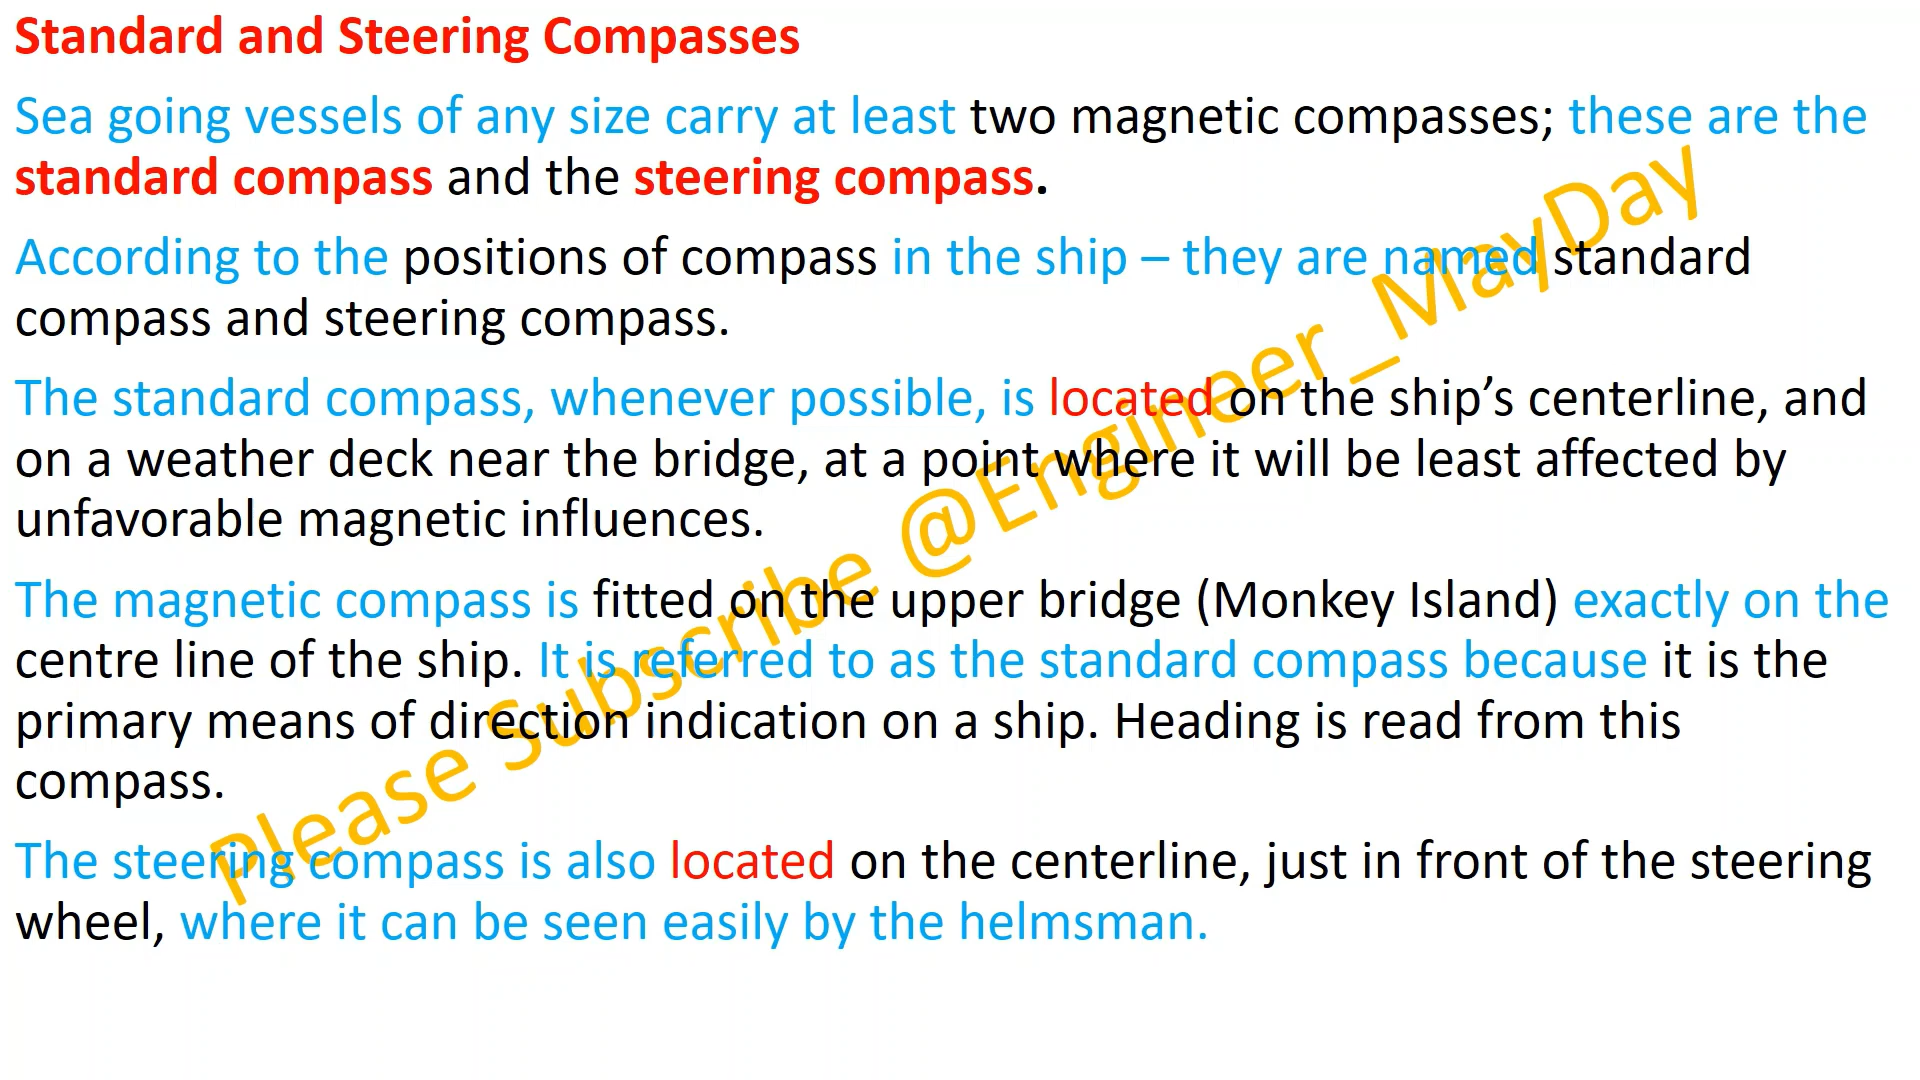 Standard and Steering Compasses
Sea going vessels of any size carry at least two magnetic compasses; these are the
standard compass and the steering compass.
According to the positions of compass in the ship – they are named standard
compass and steering compass.
The standard compass, whenever possible, is located on the ship’s centerline, and
on a weather deck near the bridge, at a point where it will be least affected by
unfavorable magnetic influences.
The magnetic compass is fitted on the upper bridge (Monkey Island) exactly on the
centre line of the ship. It is referred to as the standard compass because it is the
primary means of direction indication on a ship. Heading is read from this
compass.
The steering compass is also located on the centerline, just in front of the steering
wheel, where it can be seen easily by the helmsman.
Please Subscribe @Engineer_MayDay